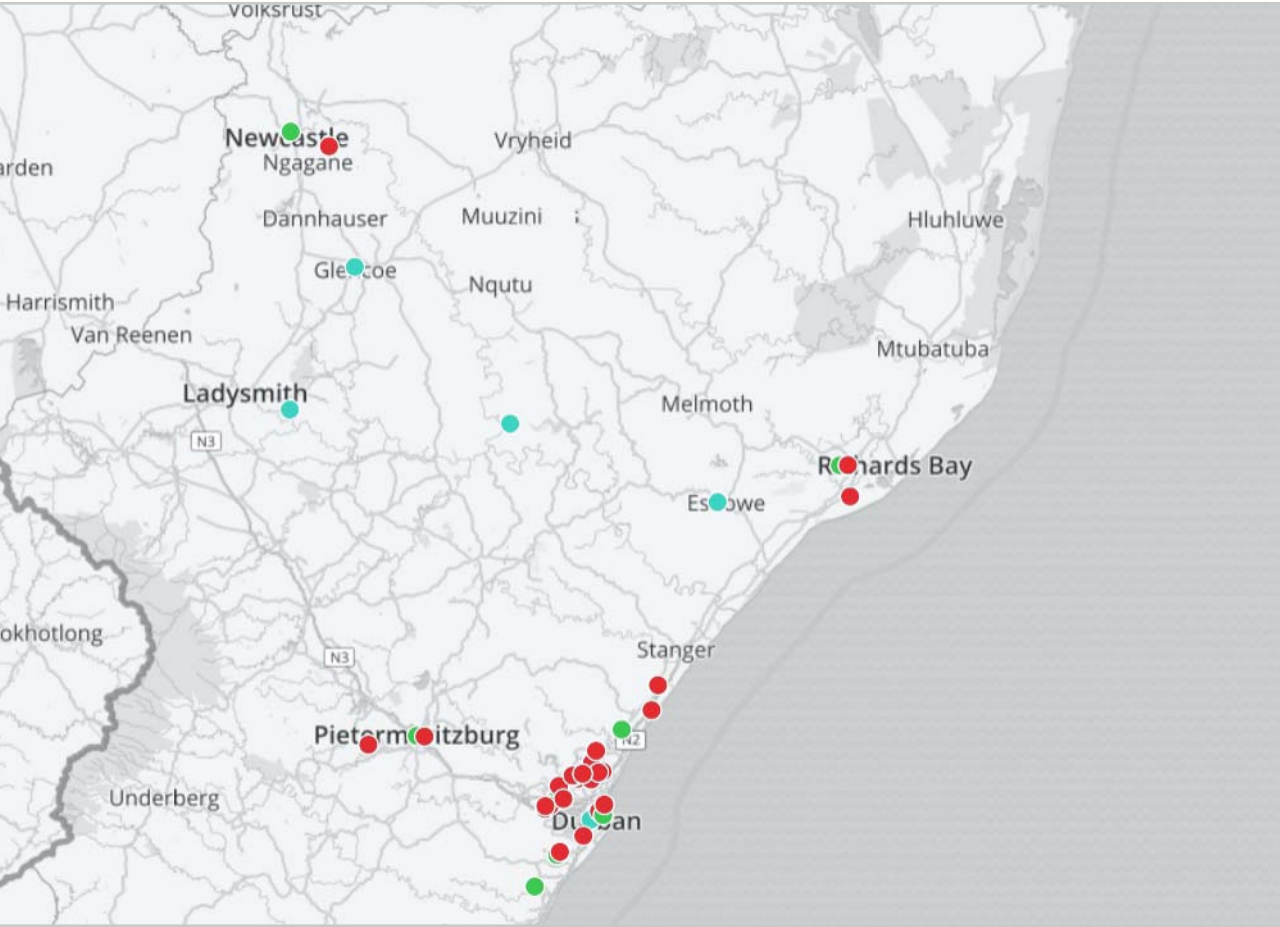 Volksrust
Newcastle
Ngagane
Vryheid
arden
Dannhauser
Muuzini
Hluhluwe
Glencoe
Nqutu
Harrismith
Van Reenen
Mtubatuba
Ladysmith
Melmoth
N3
Richards Bay
Eshowe
okhotlong
Stanger
N3
Pietermaritzburg
N2
Underberg
Durban